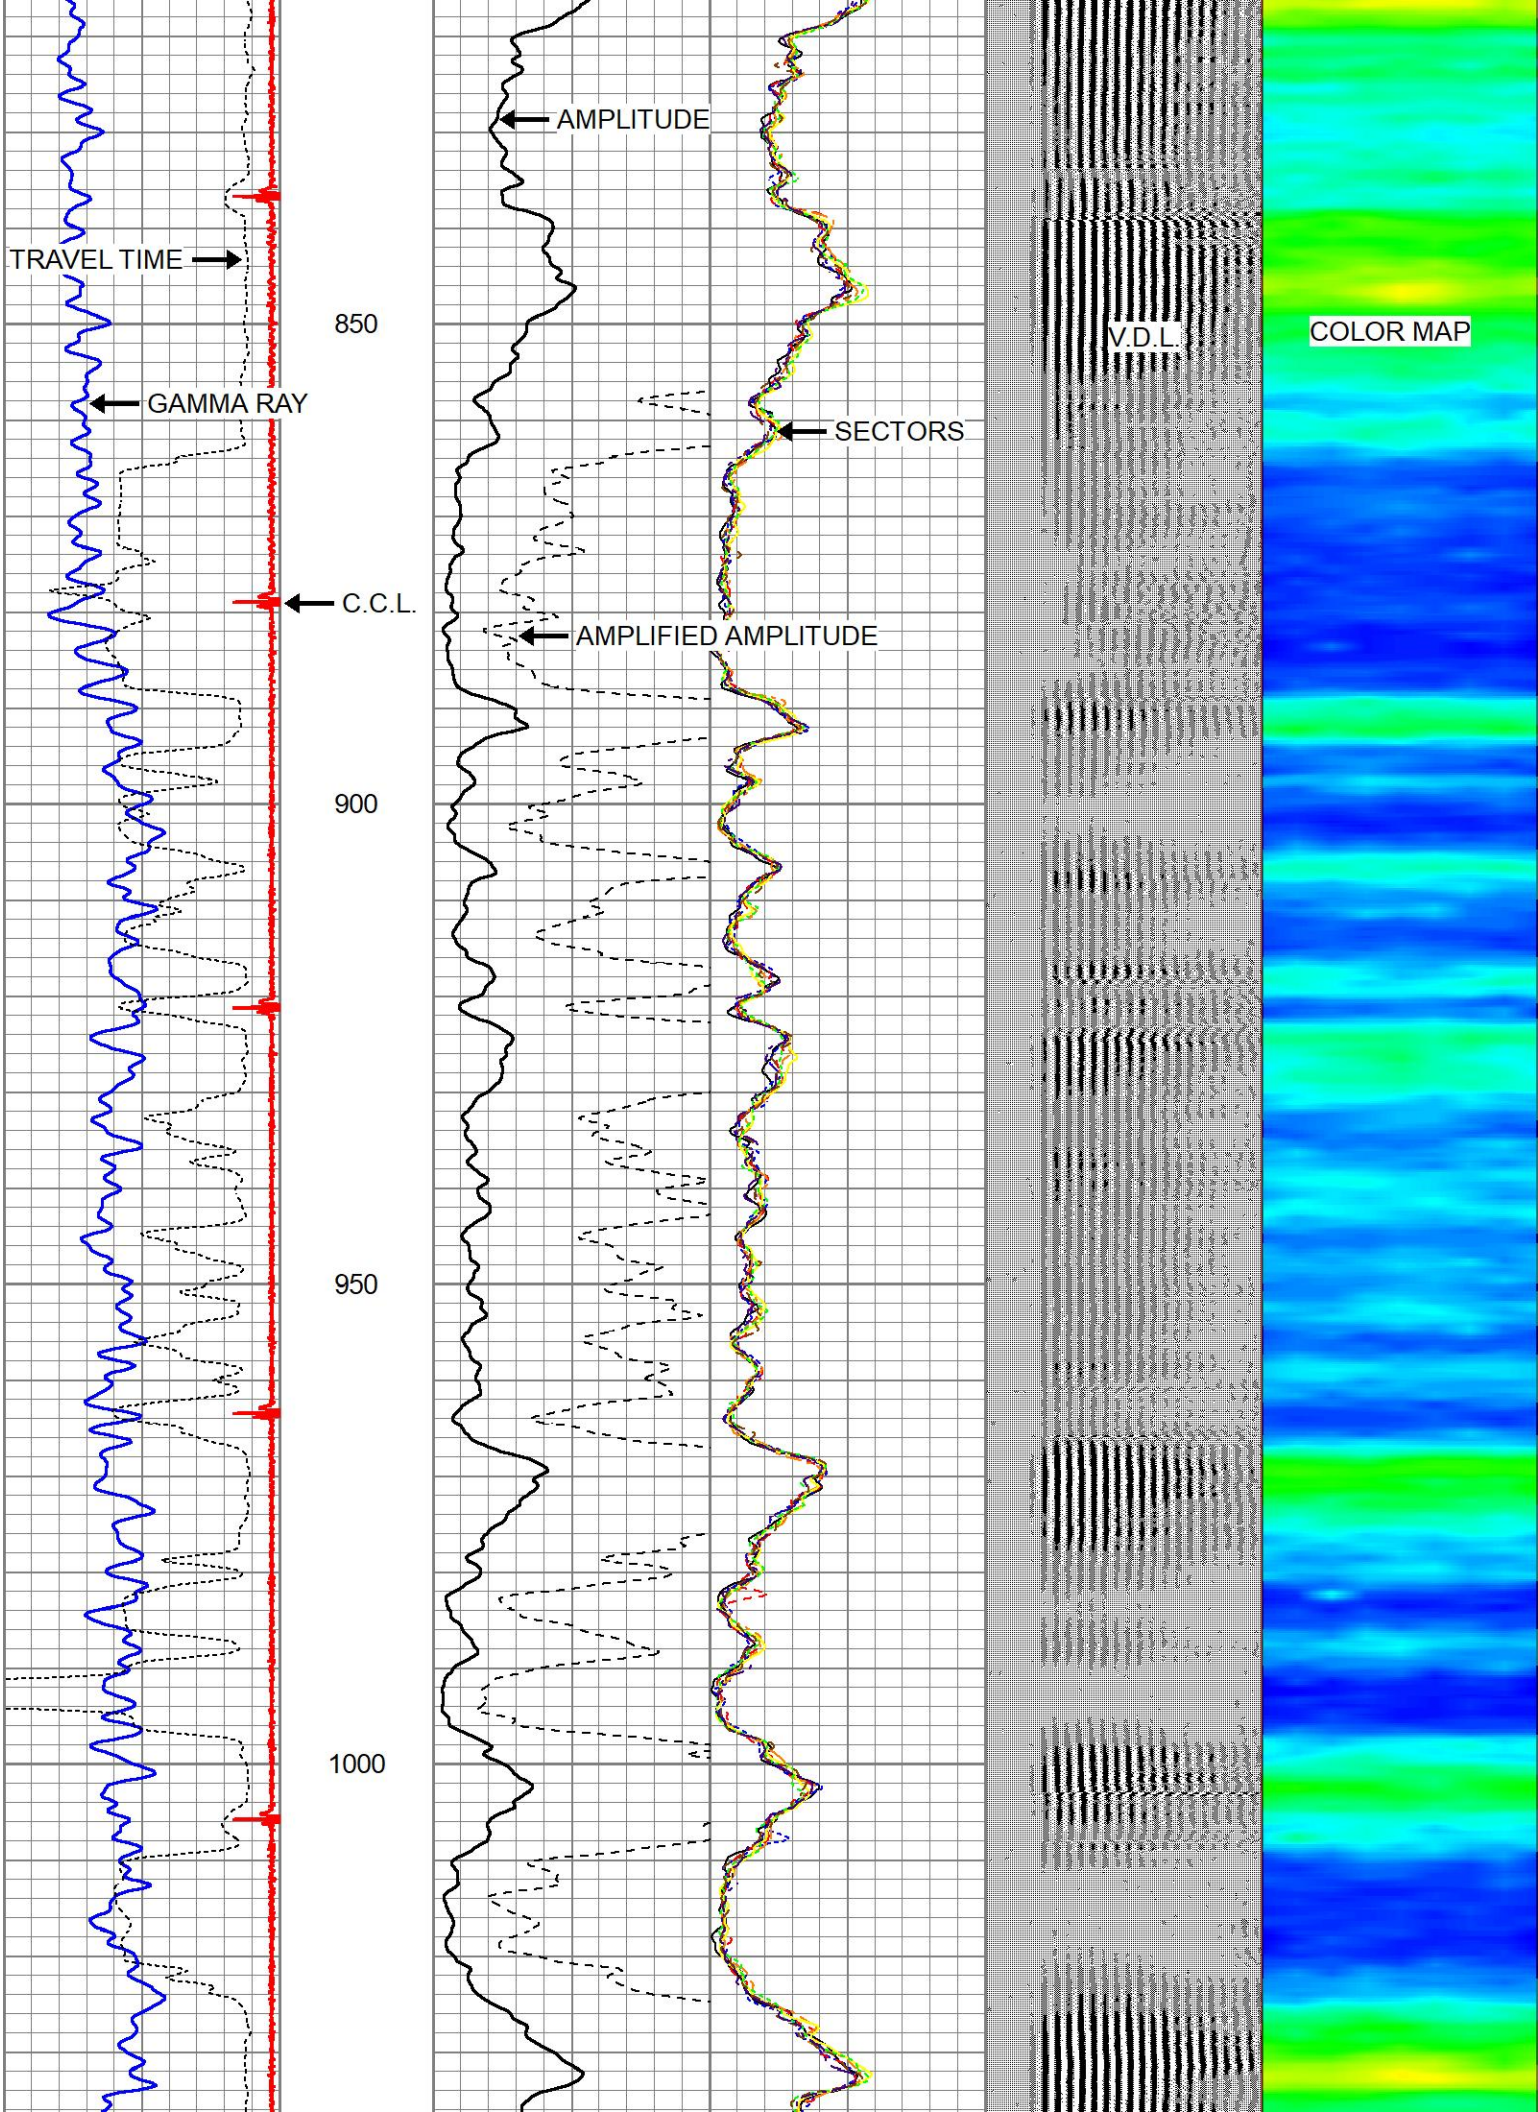 AMPLITUDE
TRAVEL TIME
850
V.D.L.
COLOR MAP
GAMMA RAY
SECTORS
C.C.L.
AMPLIFIED AMPLITUDE
900
950
1000